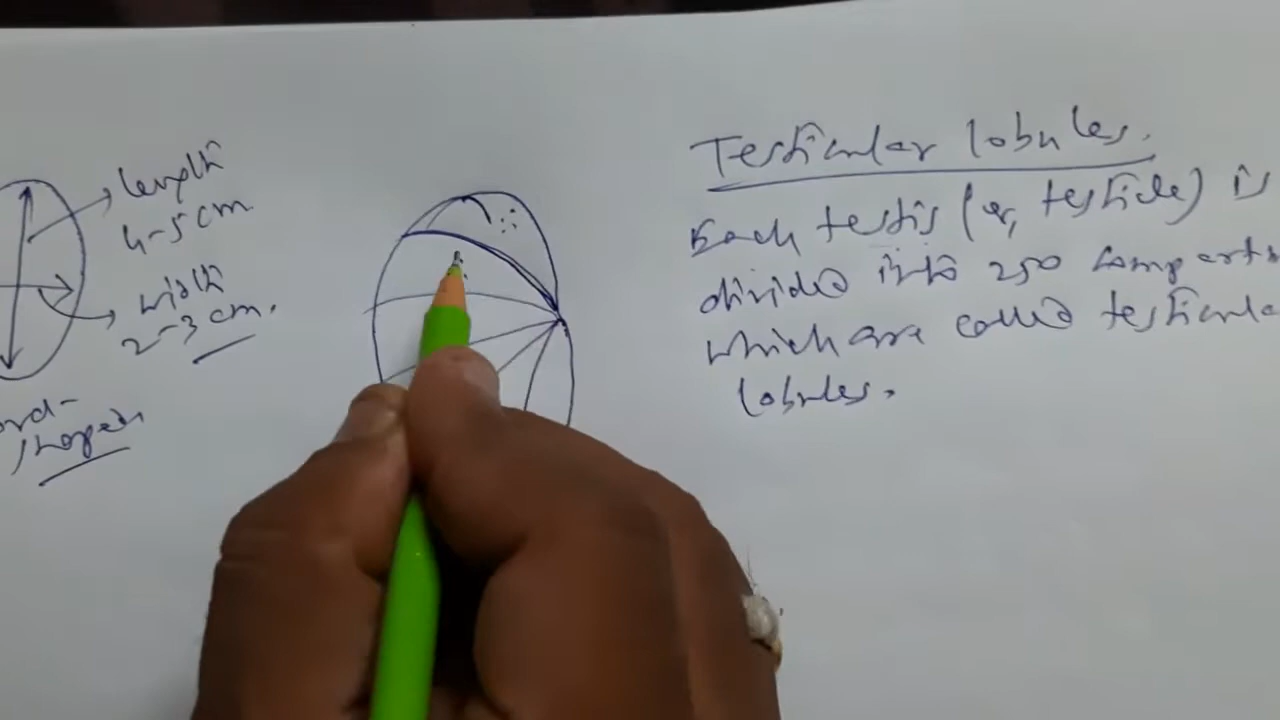 length
4-5 cm
width
2-3 cm.
shaped
Testicular lobules.
Each testis (or, testicle) is
divided into 250 compart
which are called testicula
lobules.